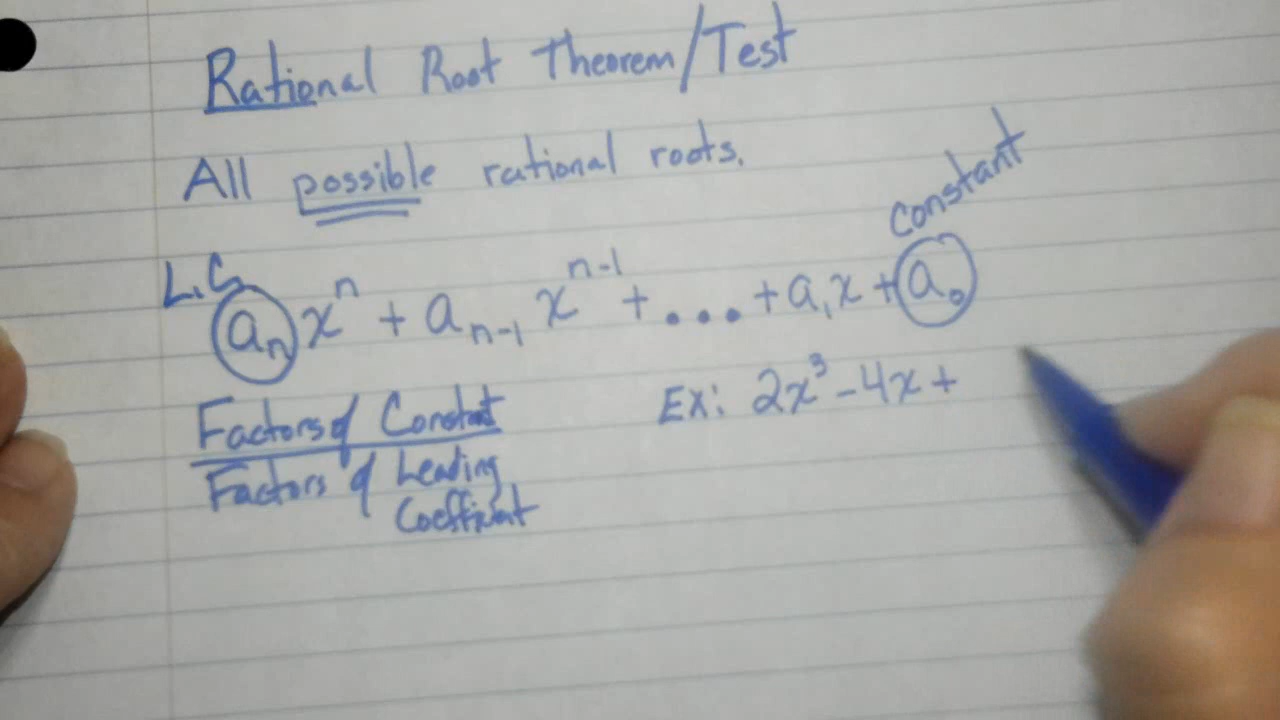 Rational Root Theorem/Test
All possible rational roots.
constant
L.C.
aₙxⁿ + aₙ₋₁xⁿ⁻¹ + ... + a₁x + a₀
Factors of Constant
Ex: 2x³ - 4x +
Factors of Leading
Coefficient